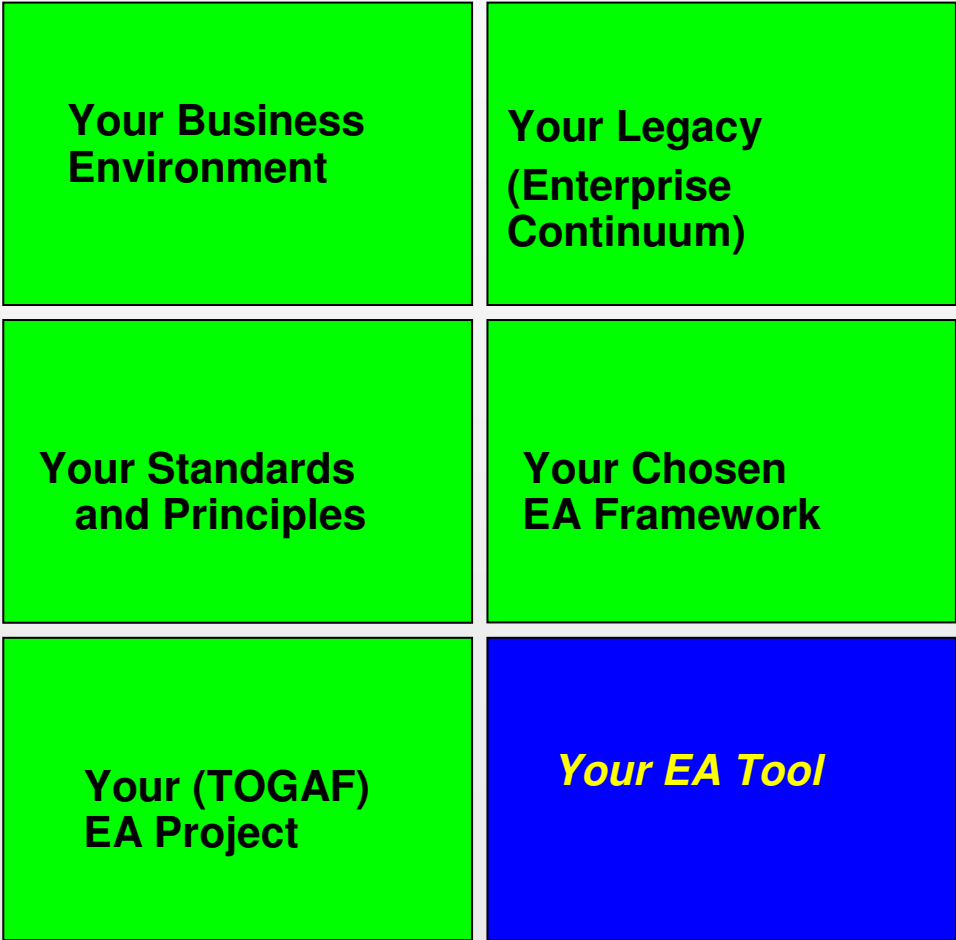 Your Business
Environment
Your Legacy
(Enterprise
Continuum)
Your Standards
and Principles
Your Chosen
EA Framework
Your (TOGAF)
EA Project
Your EA Tool